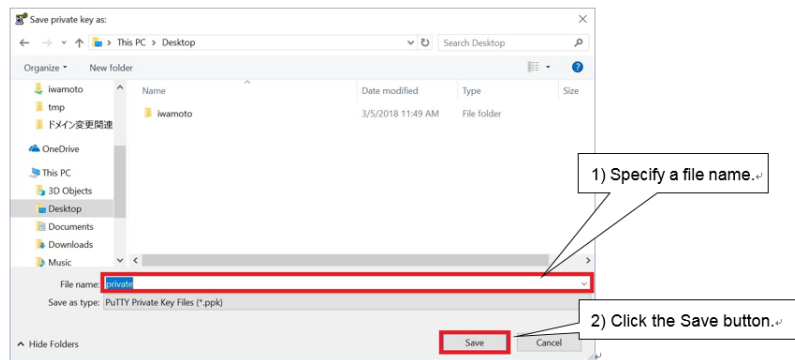 Save private key as:
This PC > Desktop
Search Desktop
Organize
New folder
iwamoto
tmp
ドメイン変更関連
OneDrive
This PC
3D Objects
Desktop
Documents
Downloads
Music
Name
Date modified
Type
Size
iwamoto
3/5/2018 11:49 AM
File folder
1) Specify a file name.
File name: private
Save as type: PuTTY Private Key Files (*.ppk)
2) Click the Save button.
Hide Folders
Save
Cancel